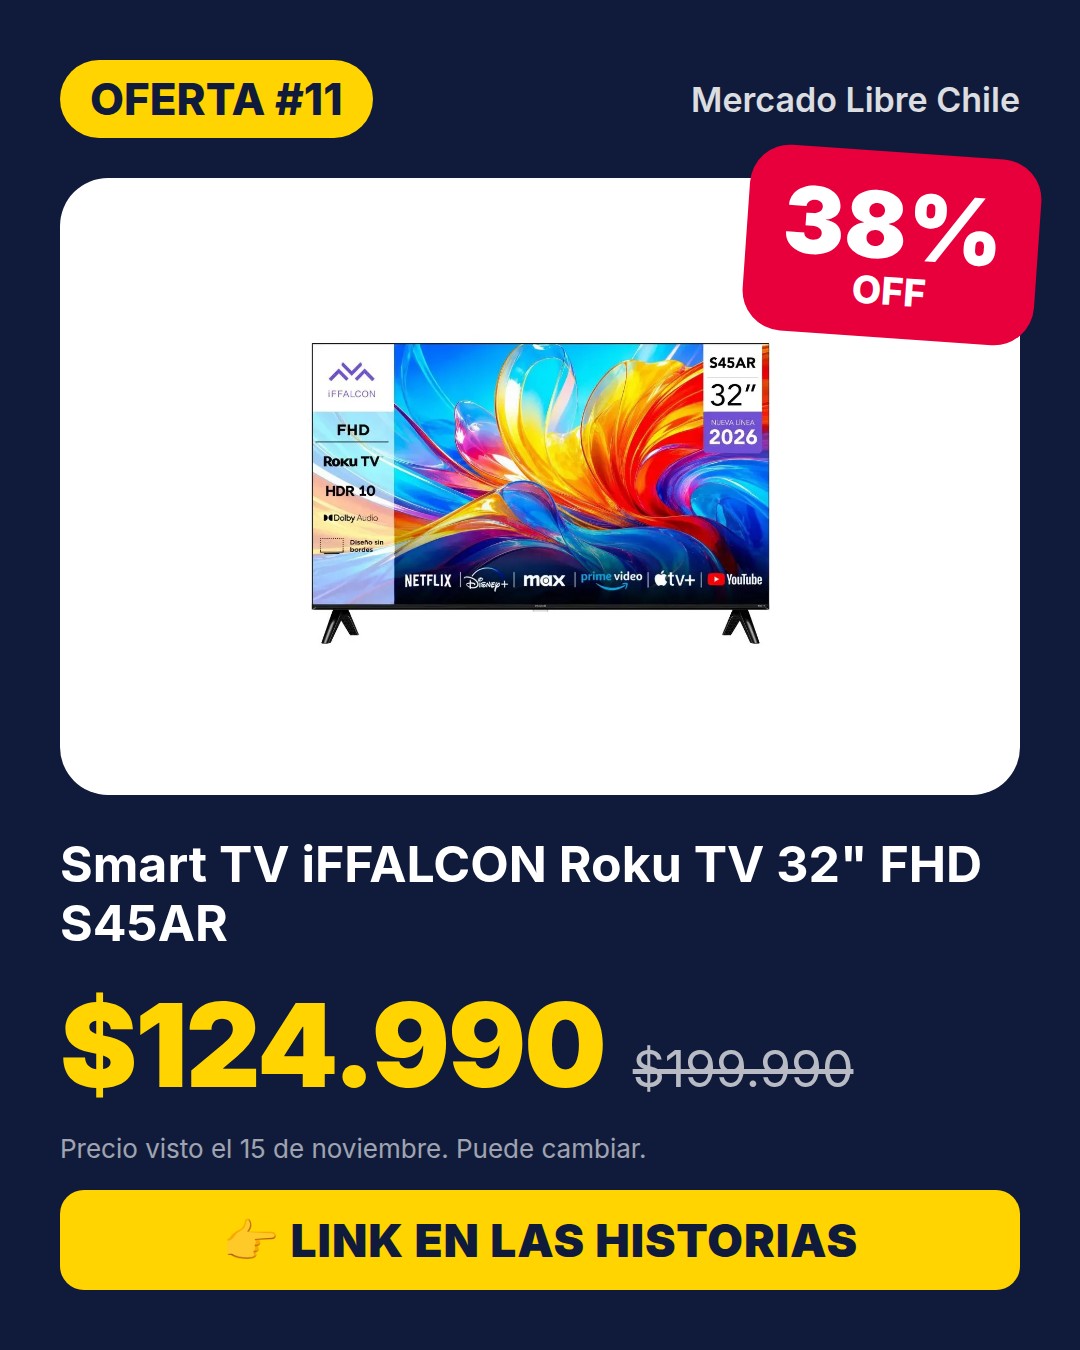 OFERTA #11
Mercado Libre Chile
38%
OFF
iFFALCON
FHD
Roku TV
HDR 10
Dolby Audio
Diseño sin
bordes
S45AR
32"
NUEVA LÍNEA
2026
NETFLIX | Disney+ | max | prime video | tv+ | YouTube
Smart TV iFFALCON Roku TV 32" FHD
S45AR
$124.990 $199.990
Precio visto el 15 de noviembre. Puede cambiar.
👉 LINK EN LAS HISTORIAS